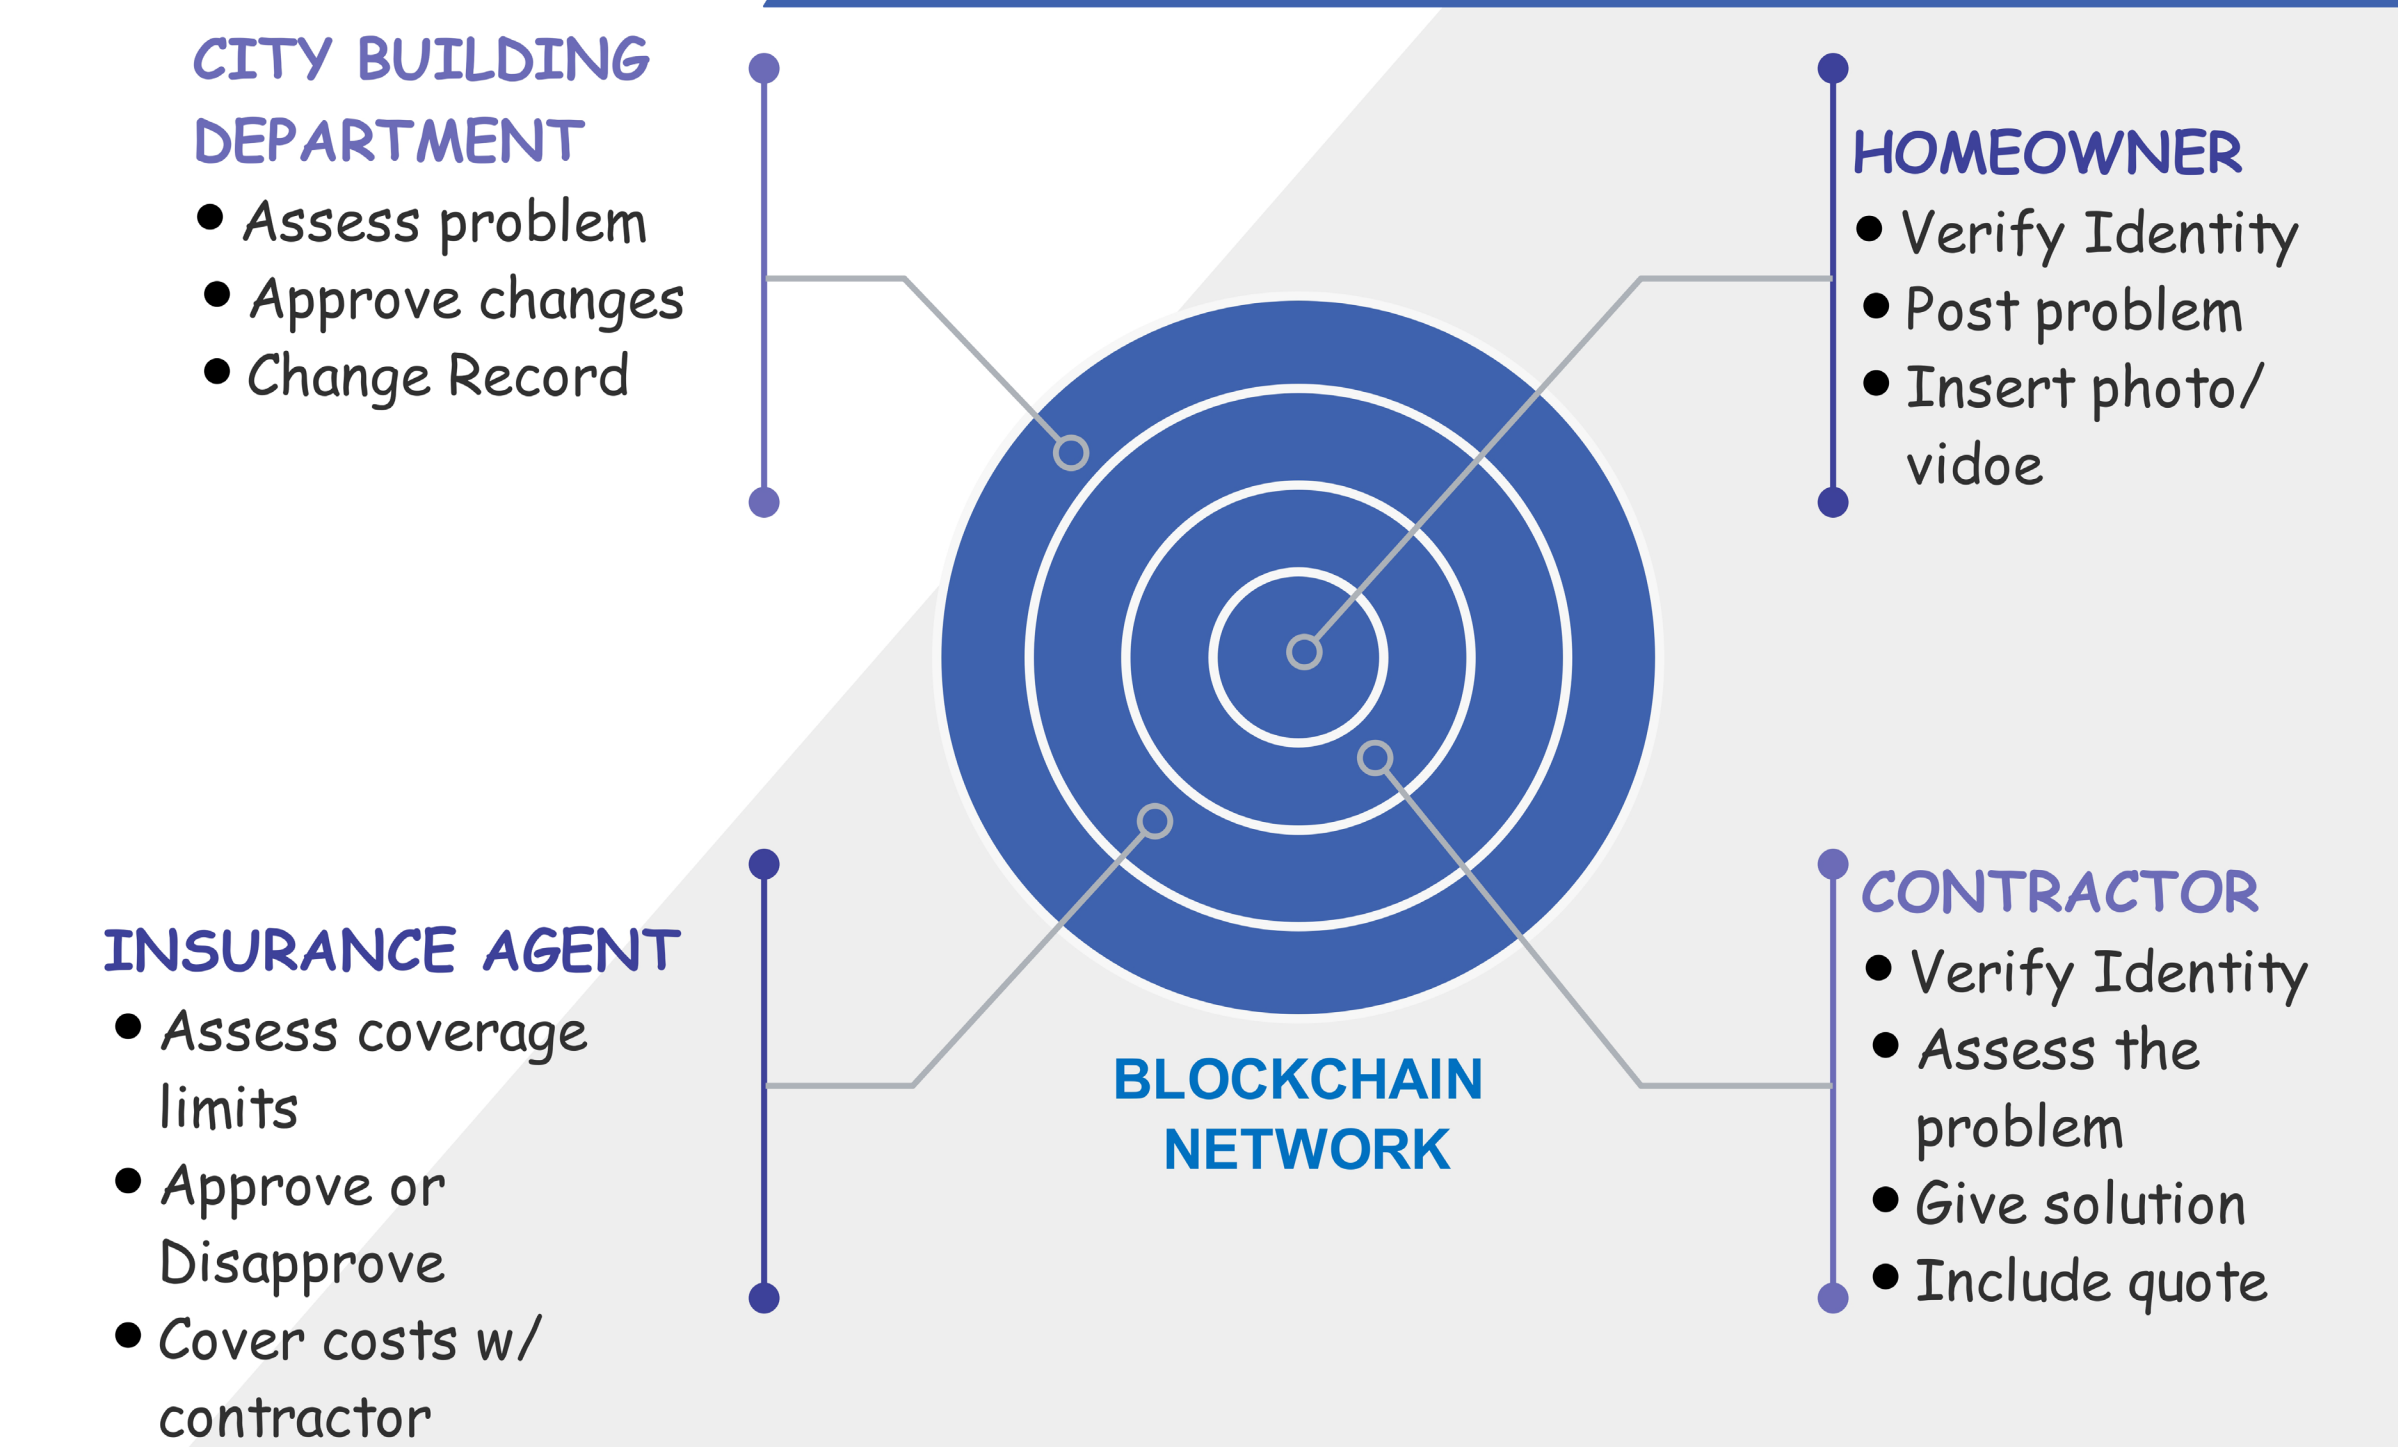 CITY BUILDING
DEPARTMENT
● Assess problem
● Approve changes
● Change Record
HOMEOWNER
● Verify Identity
● Post problem
● Insert photo/
vidoe
INSURANCE AGENT
● Assess coverage
limits
● Approve or
Disapprove
● Cover costs w/
contractor
BLOCKCHAIN
NETWORK
CONTRACTOR
● Verify Identity
● Assess the
problem
● Give solution
● Include quote